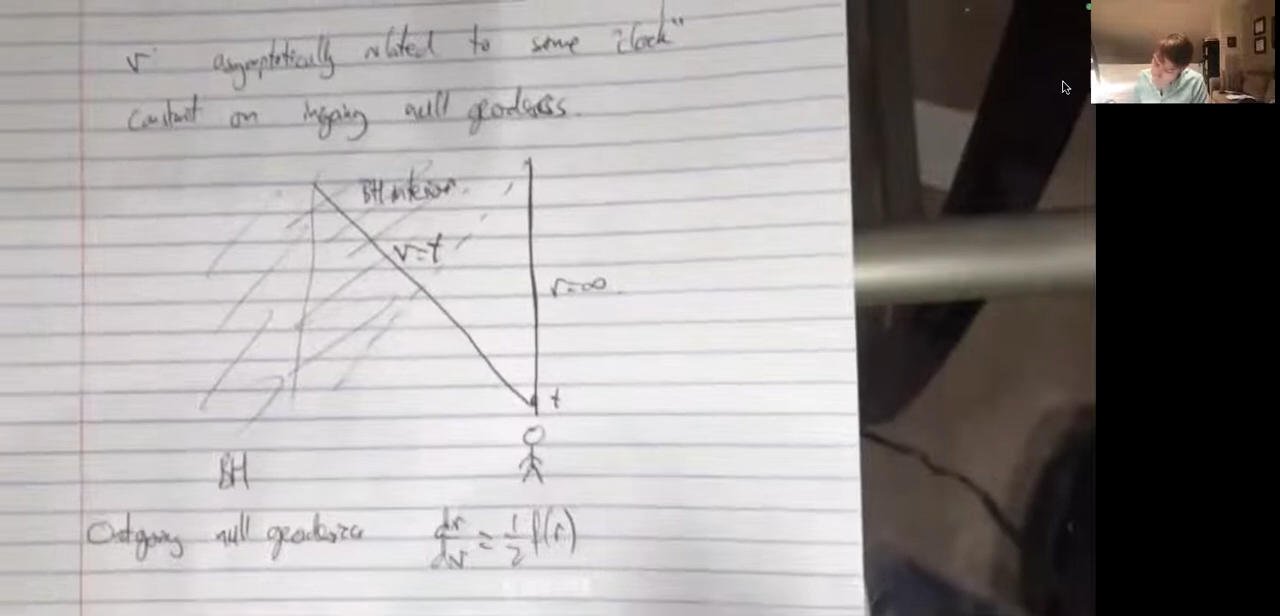 v asymptotically related to some "clock"
constant on ingoing null geodesics.
BH interior.
v=t
r=∞.
t
BH
Outgoing null geodesics dr/dv = 1/2 f(r)